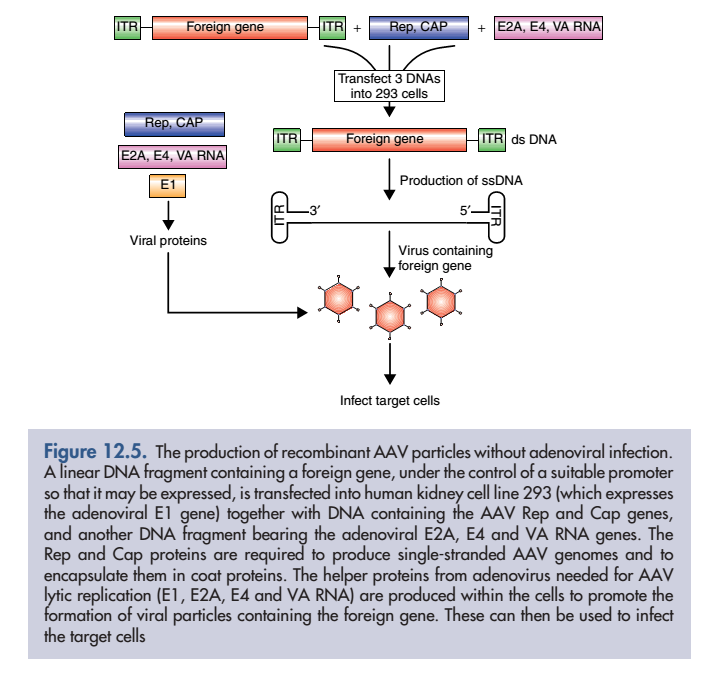 ITR Foreign gene ITR + Rep, CAP + E2A, E4, VA RNA
Transfect 3 DNAs
into 293 cells
Rep, CAP
E2A, E4, VA RNA
E1
Viral proteins
ITR Foreign gene ITR ds DNA
Production of ssDNA
ITR 3′ 5′ ITR
Virus containing
foreign gene
Infect target cells
Figure 12.5. The production of recombinant AAV particles without adenoviral infection.
A linear DNA fragment containing a foreign gene, under the control of a suitable promoter
so that it may be expressed, is transfected into human kidney cell line 293 (which expresses
the adenoviral E1 gene) together with DNA containing the AAV Rep and Cap genes,
and another DNA fragment bearing the adenoviral E2A, E4 and VA RNA genes. The
Rep and Cap proteins are required to produce single-stranded AAV genomes and to
encapsulate them in coat proteins. The helper proteins from adenovirus needed for AAV
lytic replication (E1, E2A, E4 and VA RNA) are produced within the cells to promote the
formation of viral particles containing the foreign gene. These can then be used to infect
the target cells